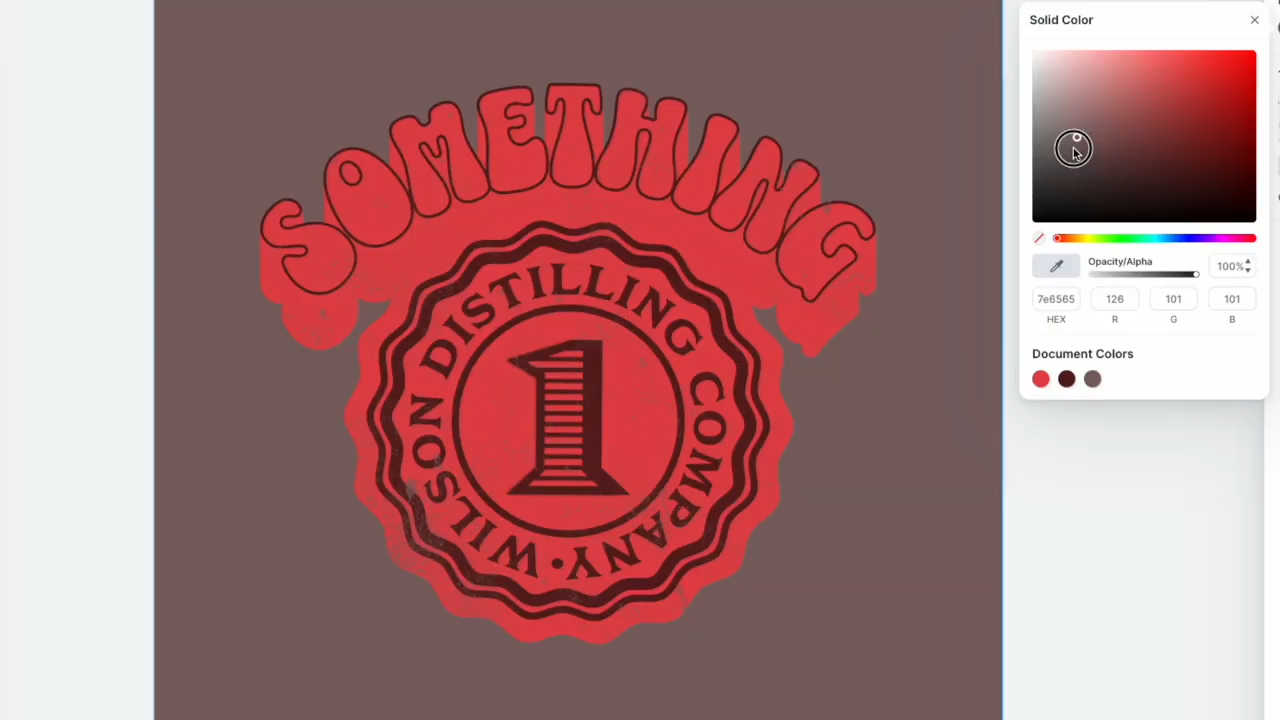 SOMETHING
WILSON DISTILLING COMPANY •
1
Solid Color
Opacity/Alpha
100%
7e6565
126
101
101
HEX
R
G
B
Document Colors